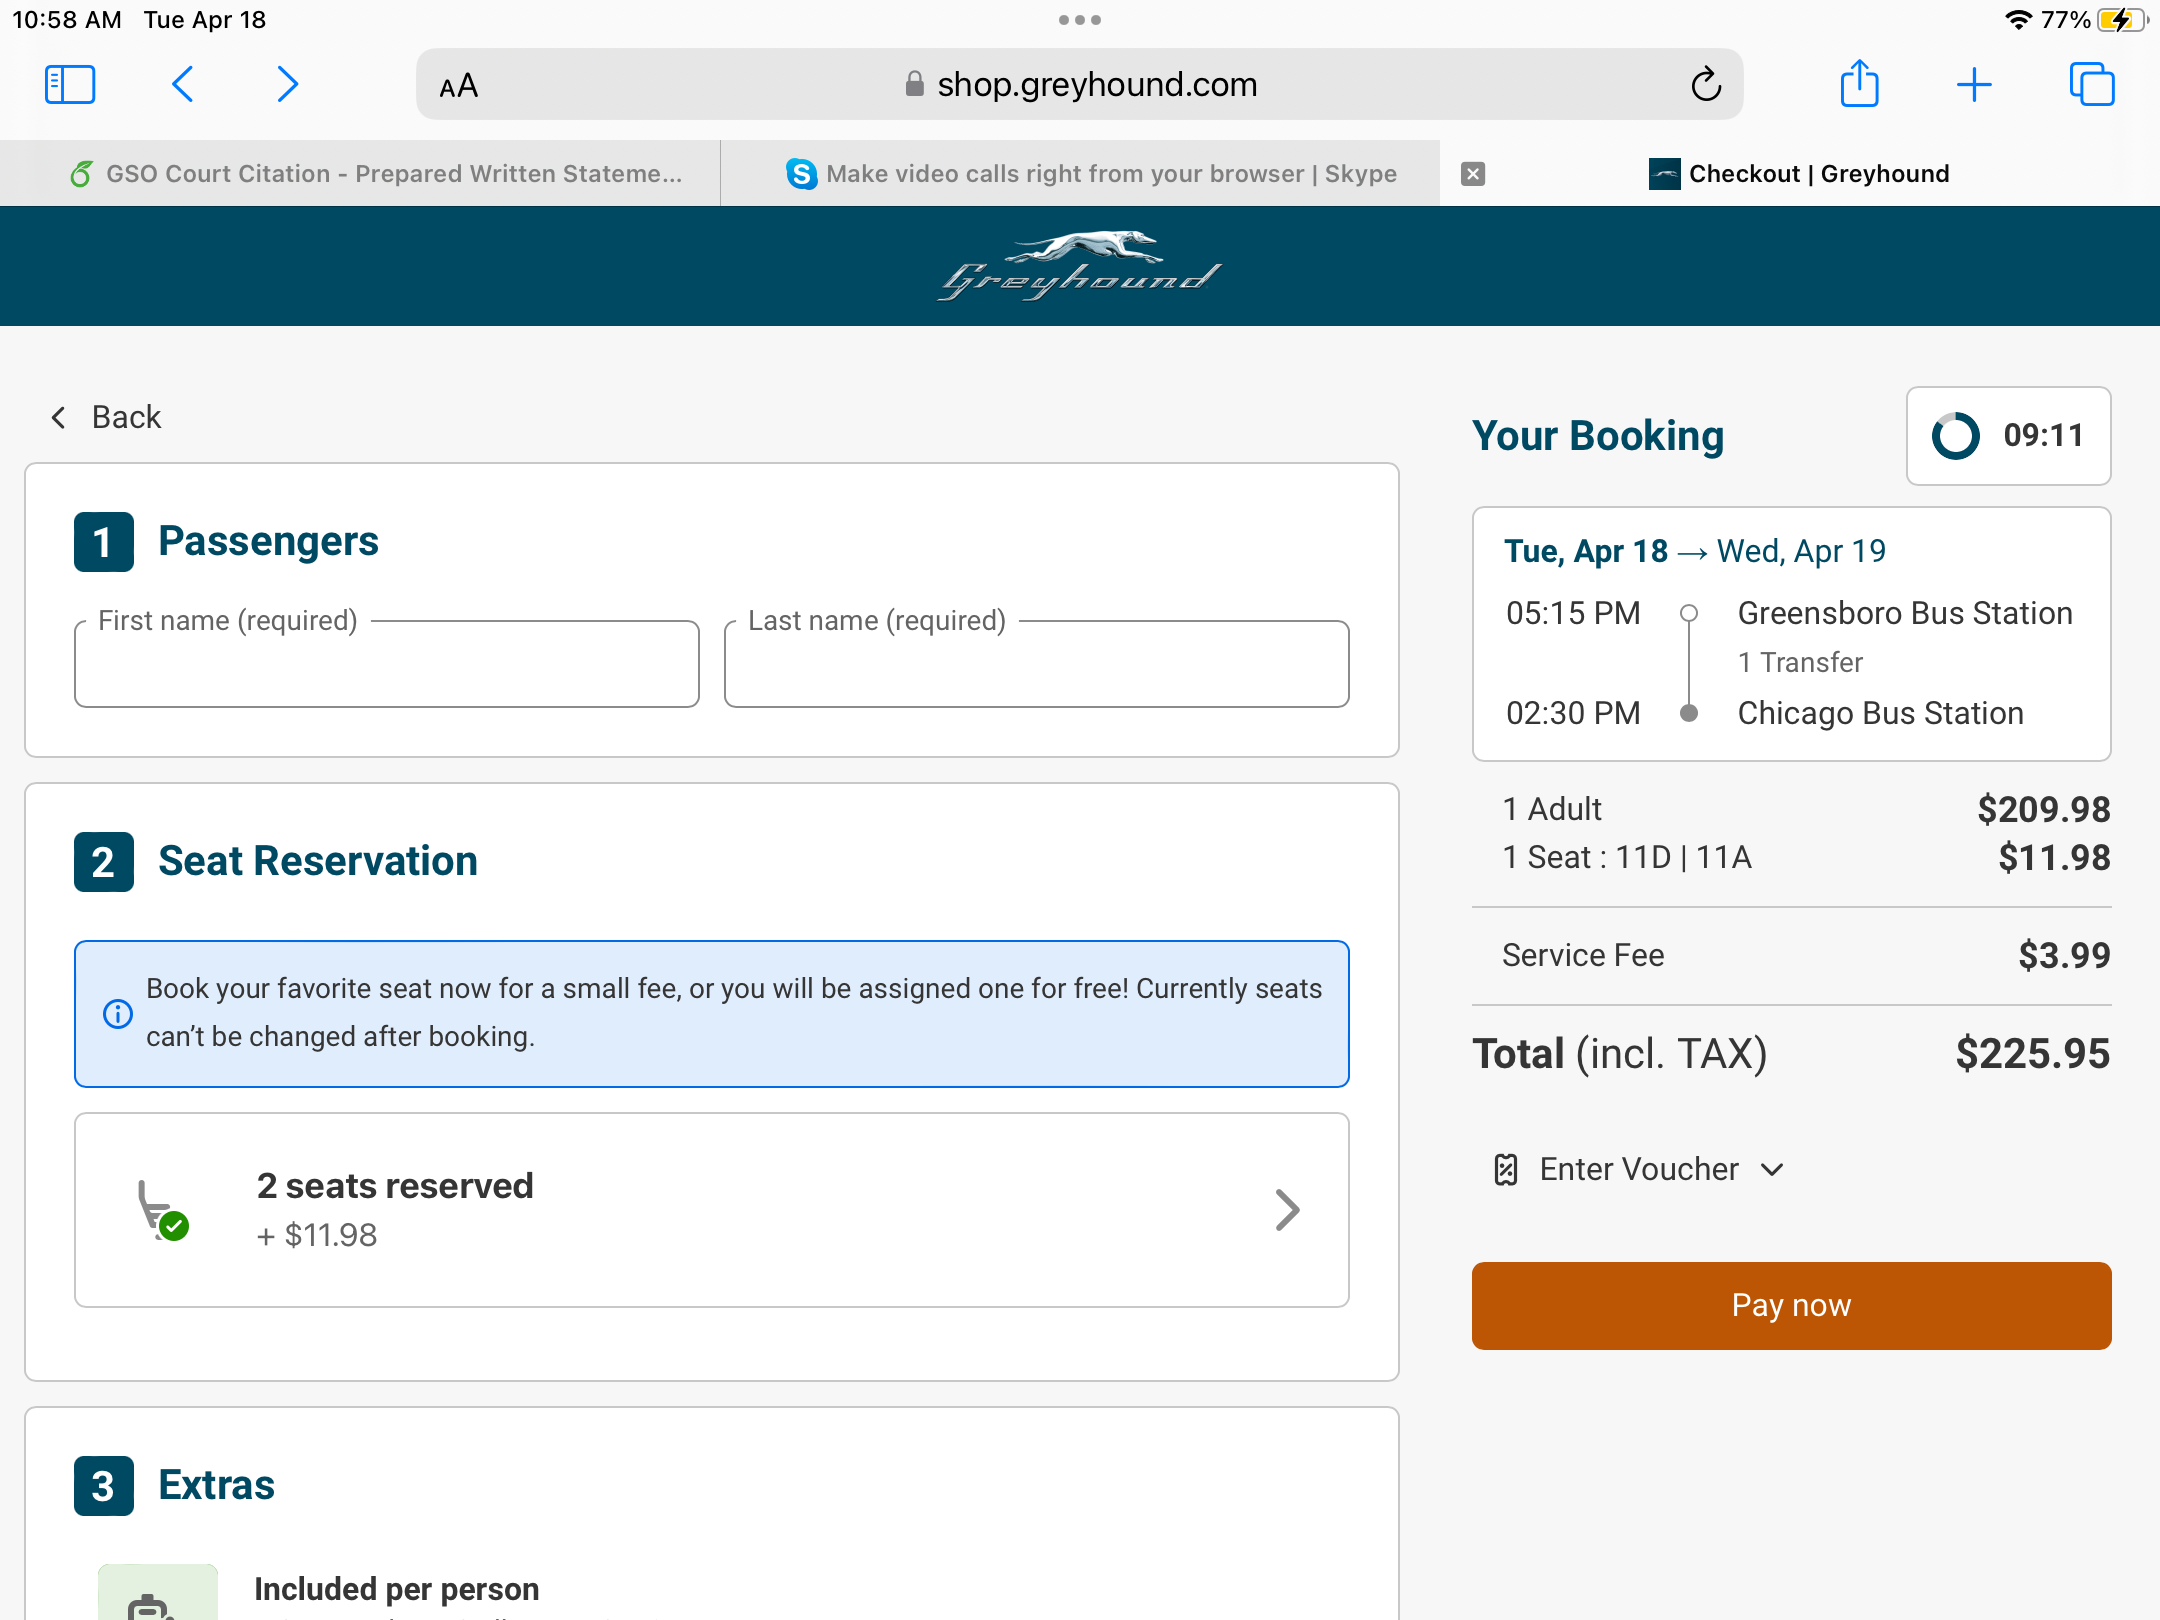 10:58 AM Tue Apr 18
77%
AA
shop.greyhound.com
GSO Court Citation - Prepared Written Stateme...
Make video calls right from your browser | Skype
Checkout | Greyhound
Greyhound
Back
1 Passengers
First name (required)
Last name (required)
2 Seat Reservation
Book your favorite seat now for a small fee, or you will be assigned one for free! Currently seats
can't be changed after booking.
2 seats reserved
+ $11.98
3 Extras
Included per person
Your Booking
09:11
Tue, Apr 18 → Wed, Apr 19
05:15 PM Greensboro Bus Station
1 Transfer
02:30 PM Chicago Bus Station
1 Adult $209.98
1 Seat : 11D | 11A $11.98
Service Fee $3.99
Total (incl. TAX) $225.95
Enter Voucher
Pay now